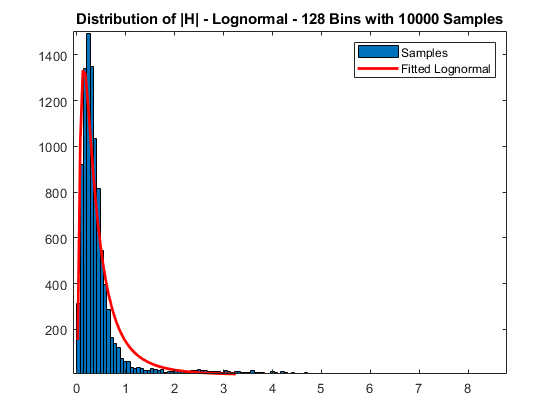 Distribution of |H| - Lognormal - 128 Bins with 10000 Samples
Samples
Fitted Lognormal
1400
1200
1000
800
600
400
200
0 1 2 3 4 5 6 7 8